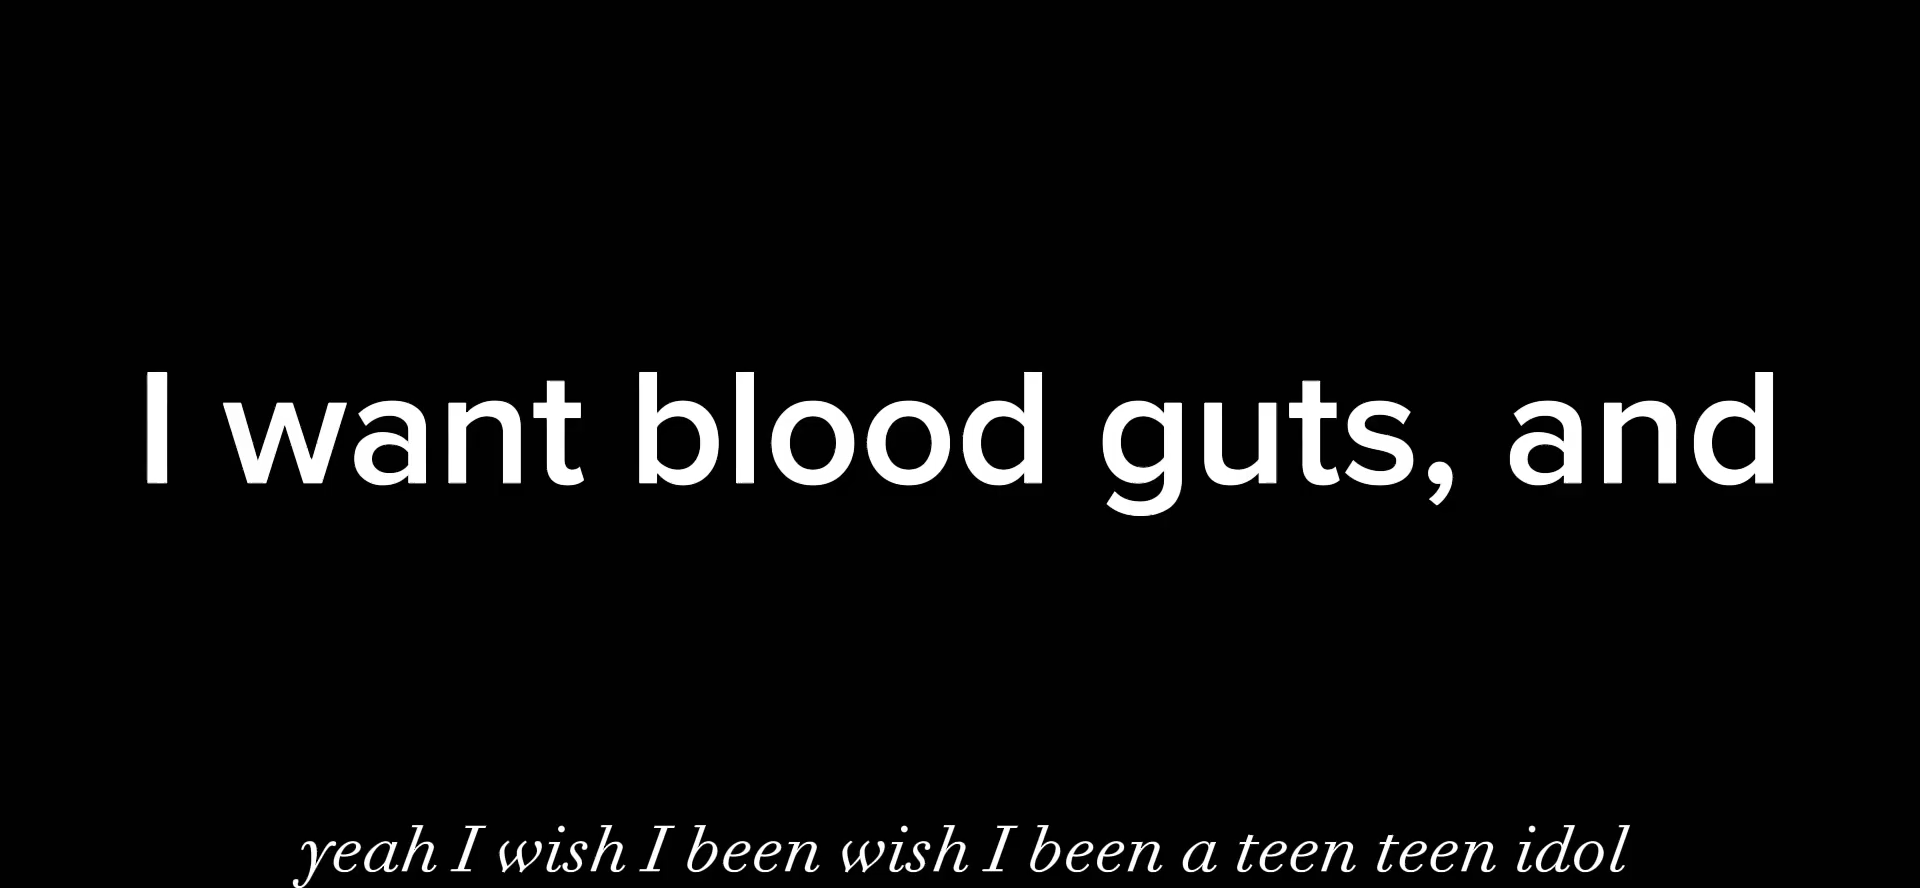 I want blood guts, and
yeah I wish I been wish I been a teen teen idol